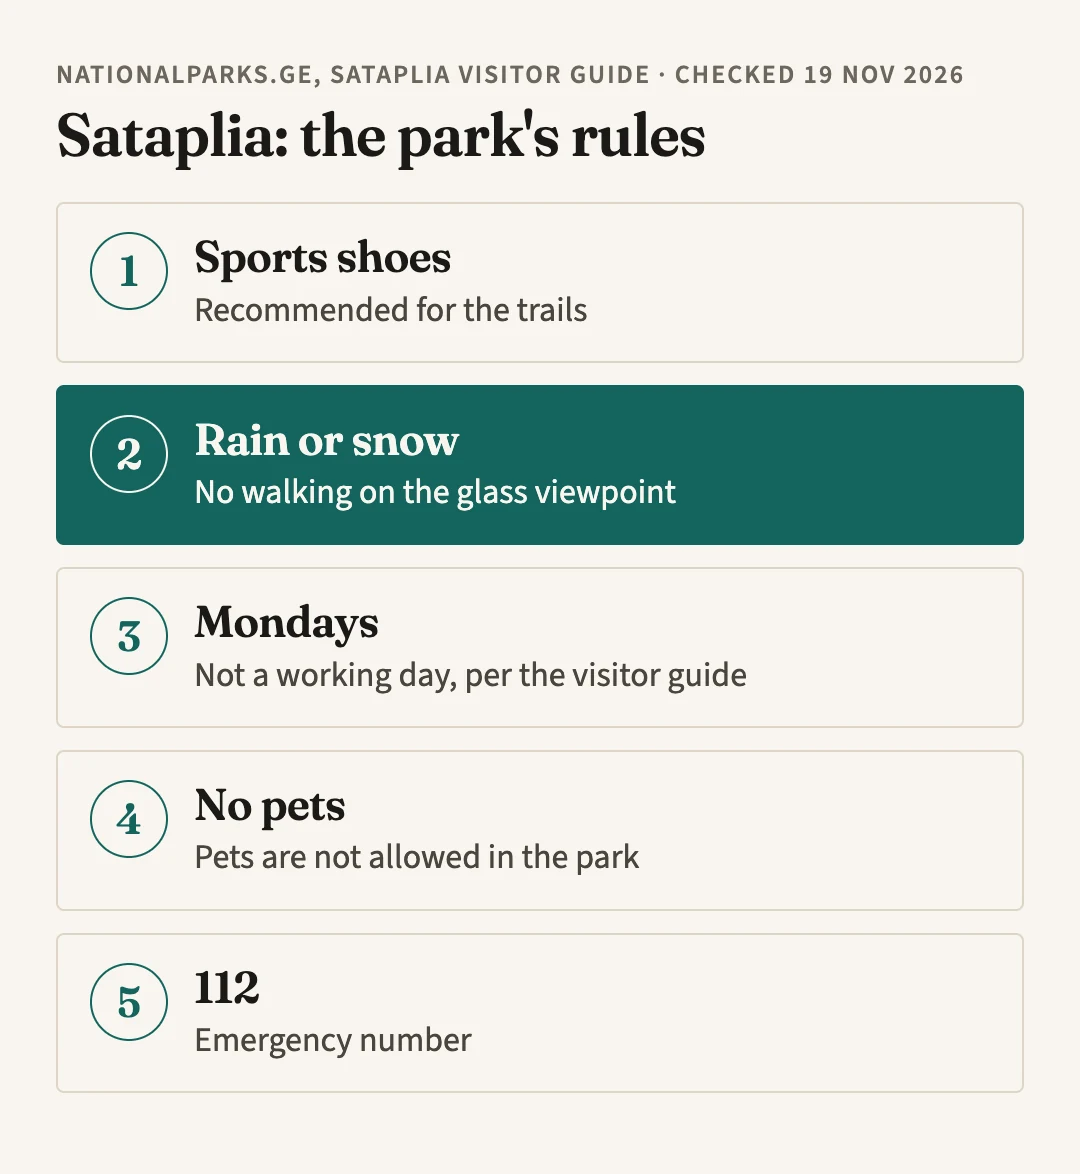 NATIONALPARKS.GE, SATAPLIA VISITOR GUIDE · CHECKED 19 NOV 2026
Sataplia: the park's rules
1
Sports shoes
Recommended for the trails
2
Rain or snow
No walking on the glass viewpoint
3
Mondays
Not a working day, per the visitor guide
4
No pets
Pets are not allowed in the park
5
112
Emergency number